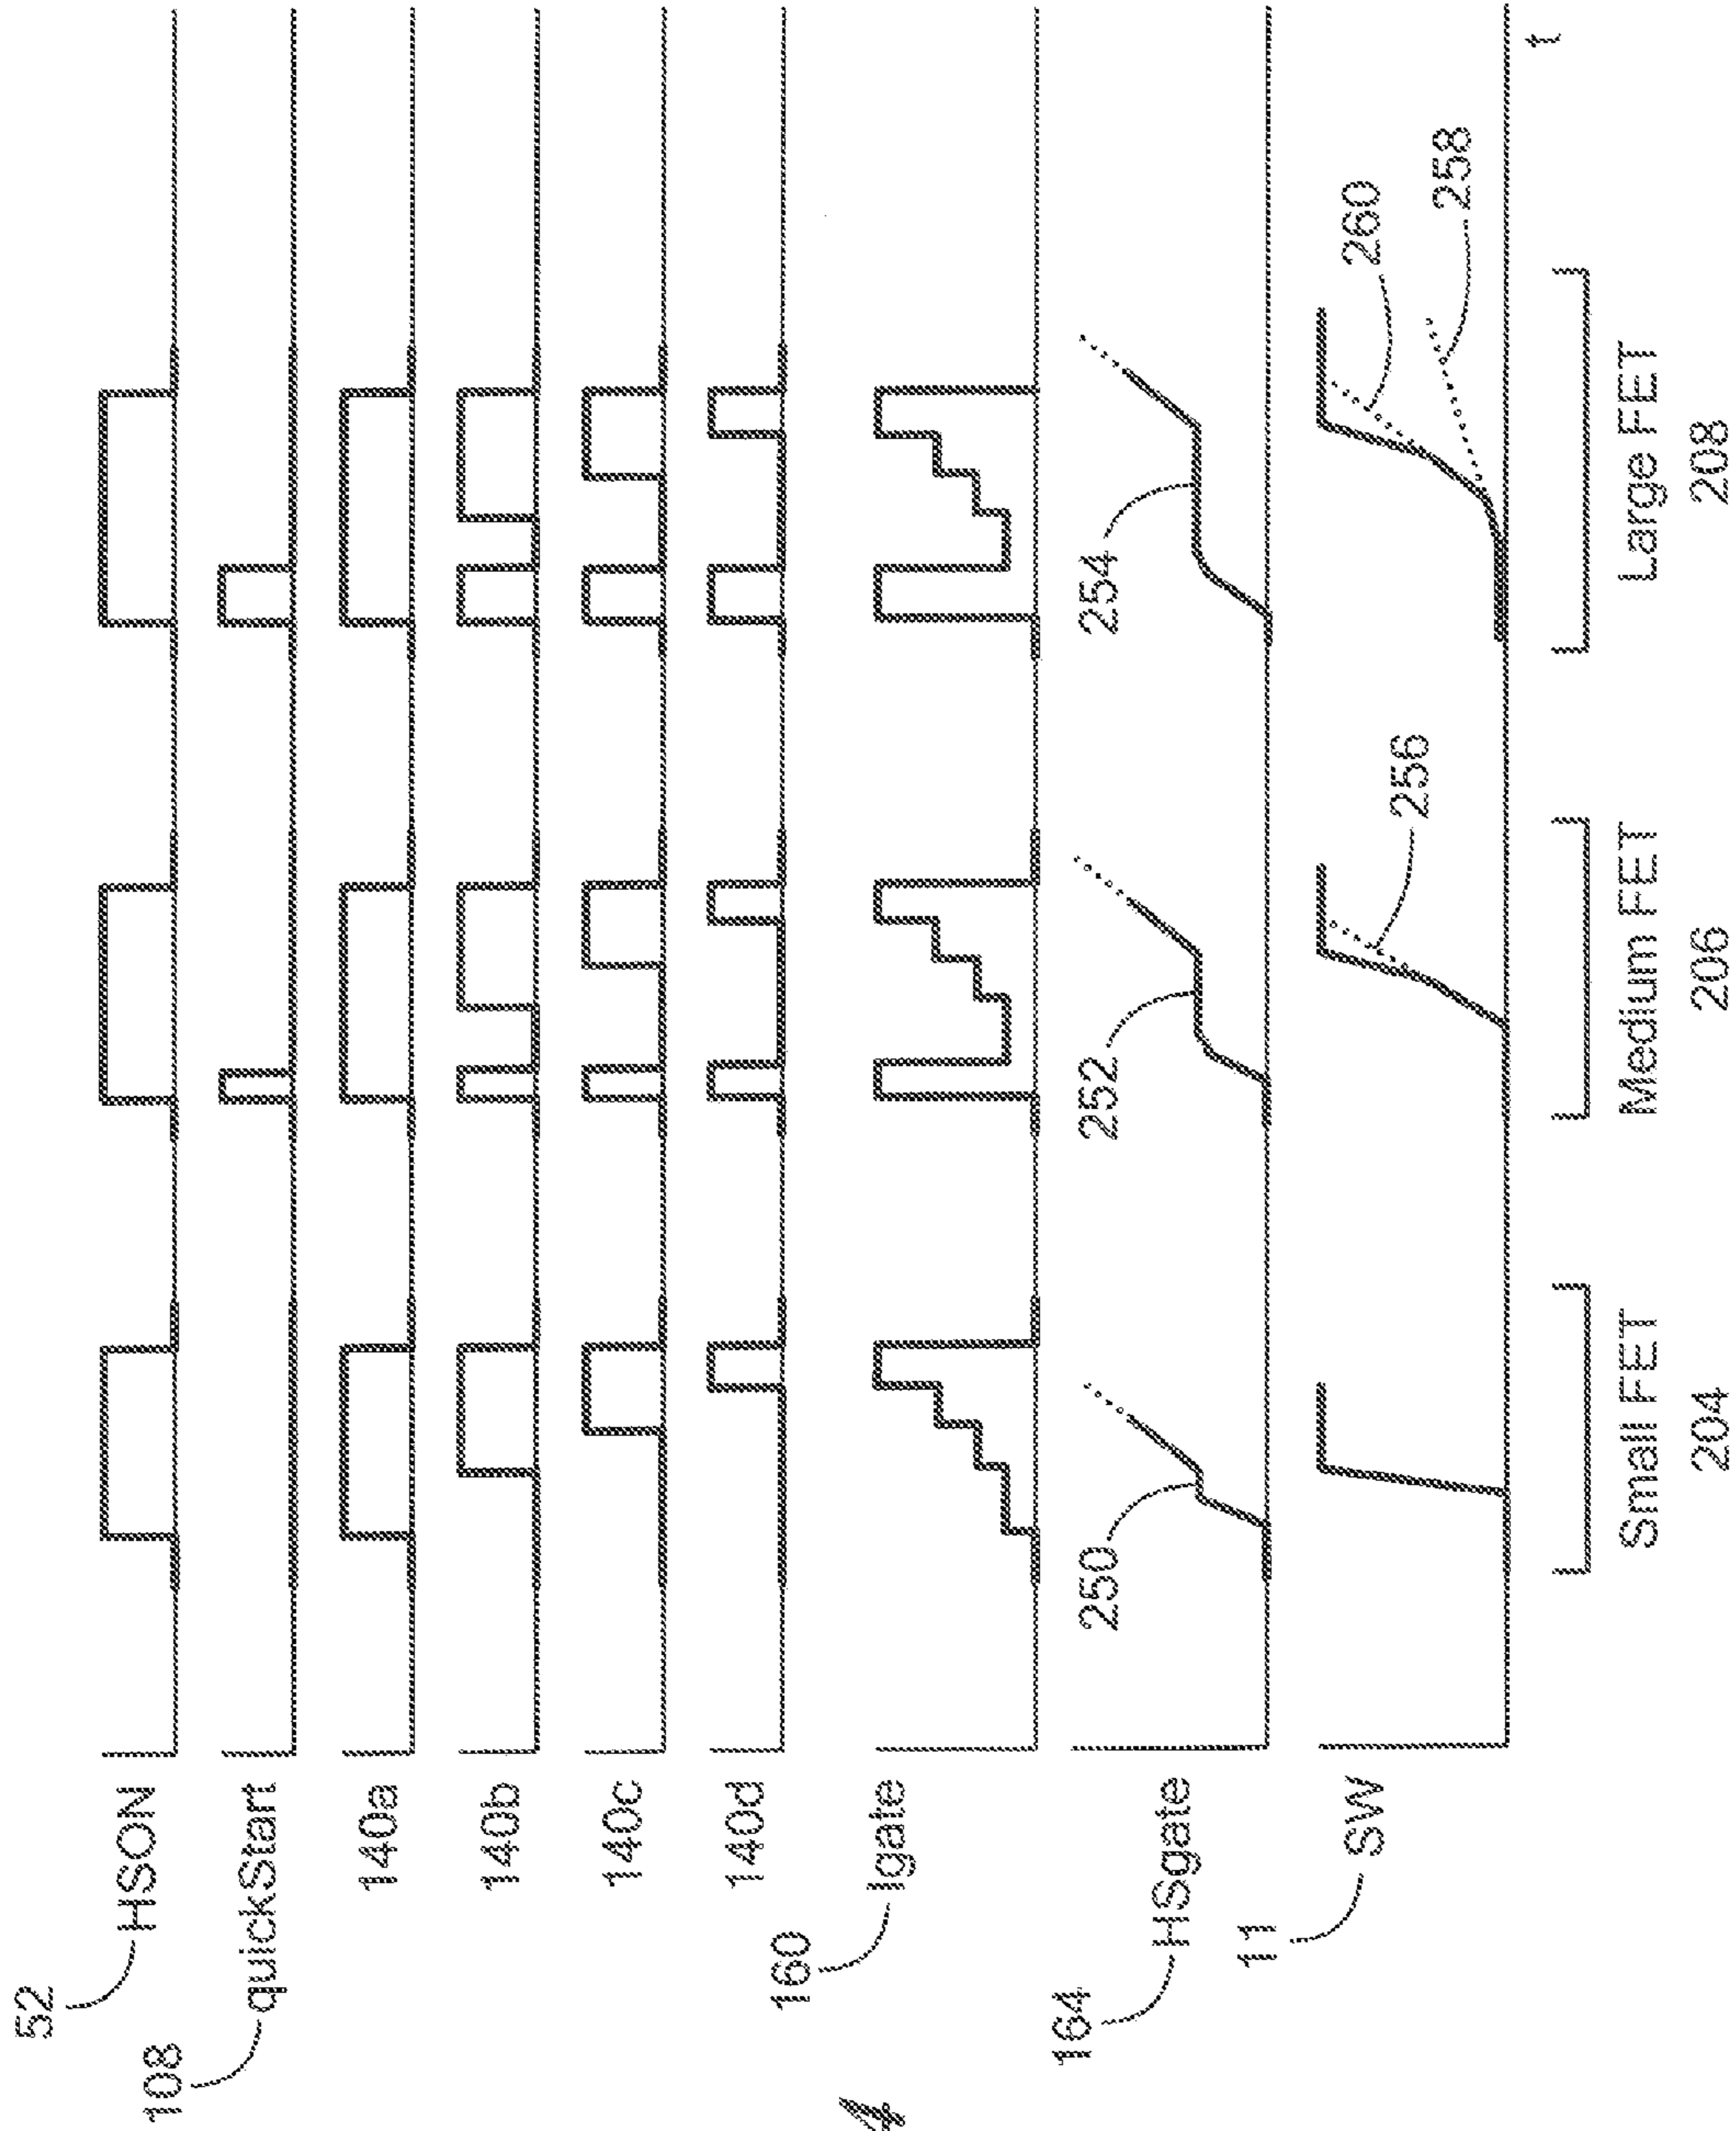 52
HSON
108
quickStart
140a
140b
140c
140d
160
Igate
250
252
254
164
HSgate
11
SW
256
260
258
t
Small FET
204
Medium FET
206
Large FET
208
4